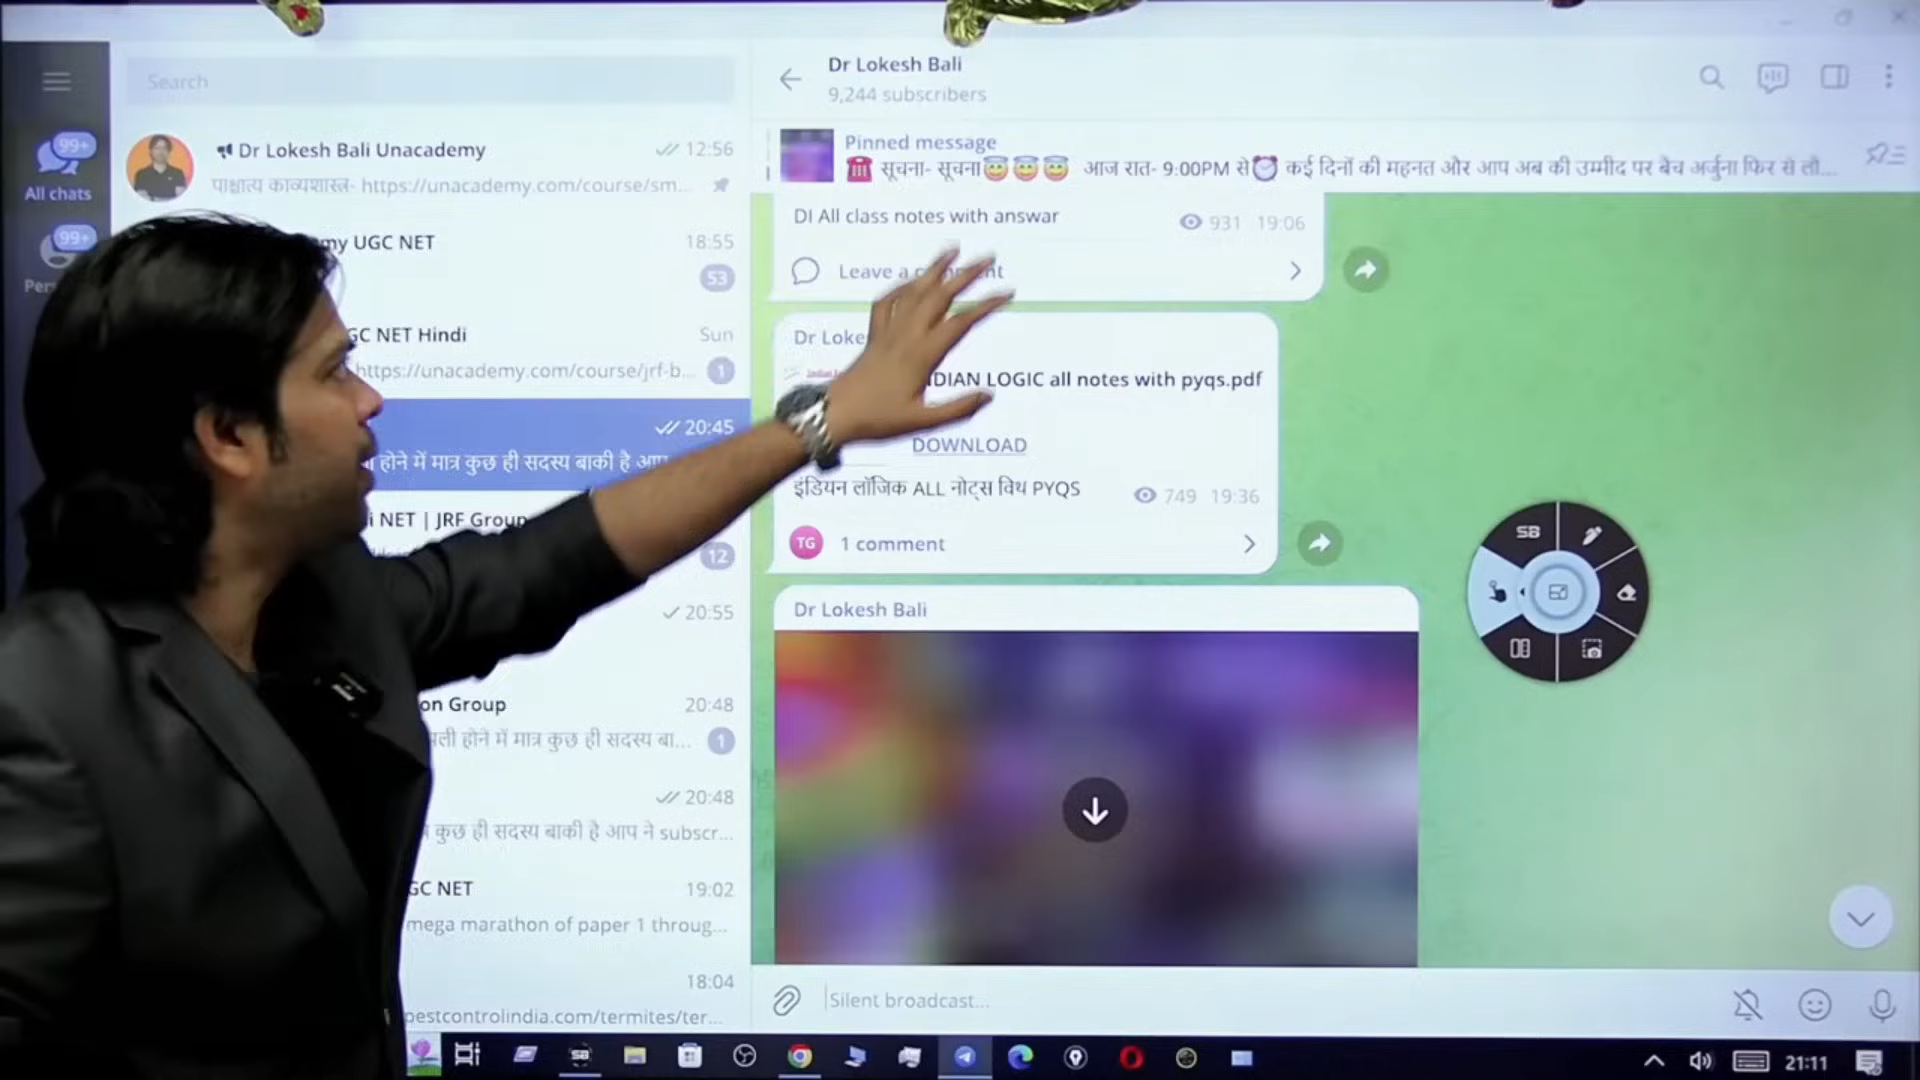 Search
99+
All chats
99+
Dr Lokesh Bali Unacademy
12:56
पाश्चात्य काव्यशास्त्र- https://unacademy.com/course/sm...
my UGC NET
18:55
53
GC NET Hindi
Sun
https://unacademy.com/course/jrf-b...
1
20:45
होने में मात्र कुछ ही सदस्य बाकी है आप
i NET | JRF Group
12
20:55
on Group
20:48
ली होने में मात्र कुछ ही सदस्य बा...
1
20:48
कुछ ही सदस्य बाकी है आप ने subscr...
GC NET
19:02
mega marathon of paper 1 throug...
18:04
pestcontrolindia.com/termites/ter...
Dr Lokesh Bali
9,244 subscribers
Pinned message
सूचना- सूचना😇😇😇 आज रात- 9:00PM से⏰ कई दिनों की महनत और आप अब की उम्मीद पर बैच अर्जुना फिर से लौ...
DI All class notes with answar
931 19:06
Leave a
Dr Loke
DIAN LOGIC all notes with pyqs.pdf
DOWNLOAD
इंडियन लॉजिक ALL नोट्स विथ PYQS
749 19:36
TG
1 comment
Dr Lokesh Bali
SB
Silent broadcast...
SB
21:11